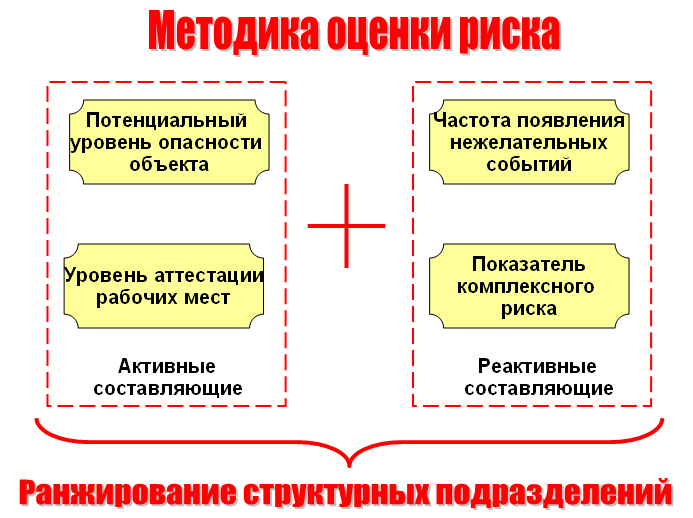 Методика оценки риска
Потенциальный
уровень опасности
объекта
Уровень аттестации
рабочих мест
Активные
составляющие
Частота появления
нежелательных
событий
Показатель
комплексного
риска
Реактивные
составляющие
Ранжирование структурных подразделений